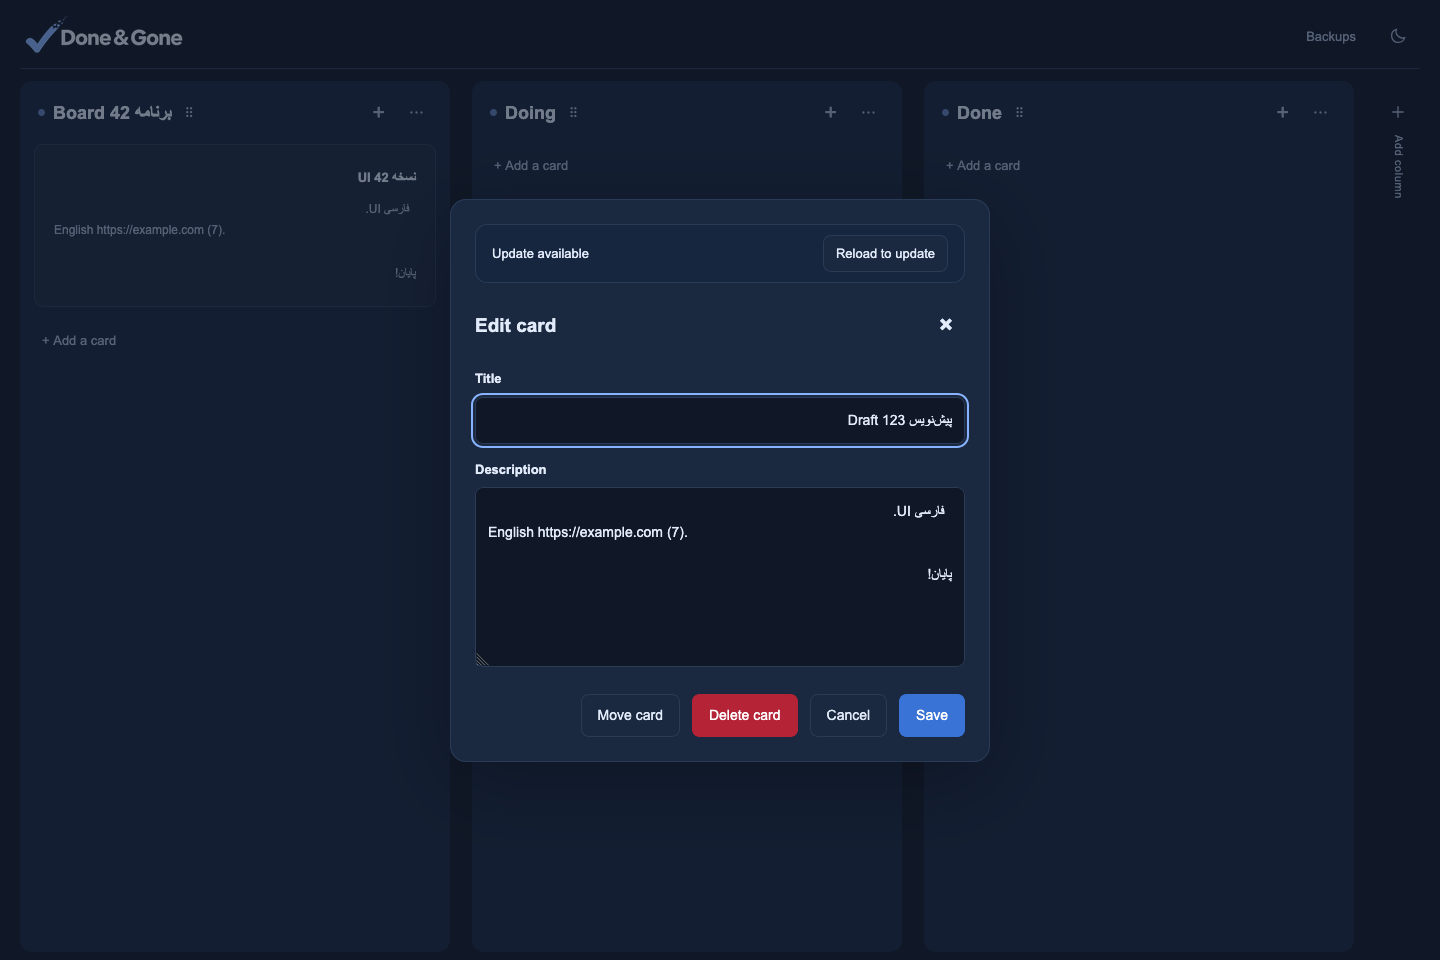 Done & Gone
Backups
Board 42 برنامه
Doing
Done
Add column
نسخه UI 42
فارسی UI.
English https://example.com (7).
پایان!
+ Add a card
+ Add a card
+ Add a card
Update available
Reload to update
Edit card
Title
پیش‌نویس Draft 123
Description
فارسی UI.
English https://example.com (7).
پایان!
Move card
Delete card
Cancel
Save